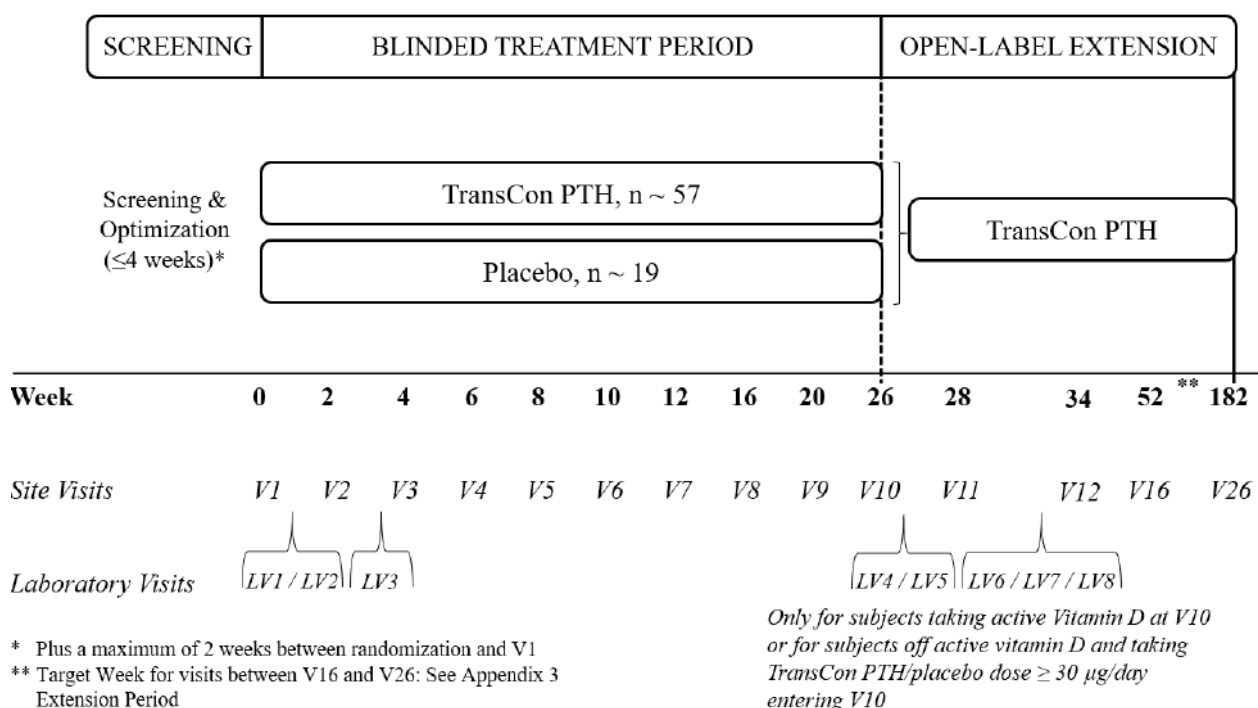 SCREENING BLINDED TREATMENT PERIOD OPEN-LABEL EXTENSION
Screening &
Optimization
(≤4 weeks)*
TransCon PTH, n ~ 57
Placebo, n ~ 19
TransCon PTH
Week 0 2 4 6 8 10 12 16 20 26 28 34 52 ** 182
Site Visits V1 V2 V3 V4 V5 V6 V7 V8 V9 V10 V11 V12 V16 V26
Laboratory Visits LV1 / LV2 LV3 LV4 / LV5 LV6 / LV7 / LV8
* Plus a maximum of 2 weeks between randomization and V1
** Target Week for visits between V16 and V26: See Appendix 3
Extension Period
Only for subjects taking active Vitamin D at V10
or for subjects off active vitamin D and taking
TransCon PTH/placebo dose ≥ 30 μg/day
entering V10